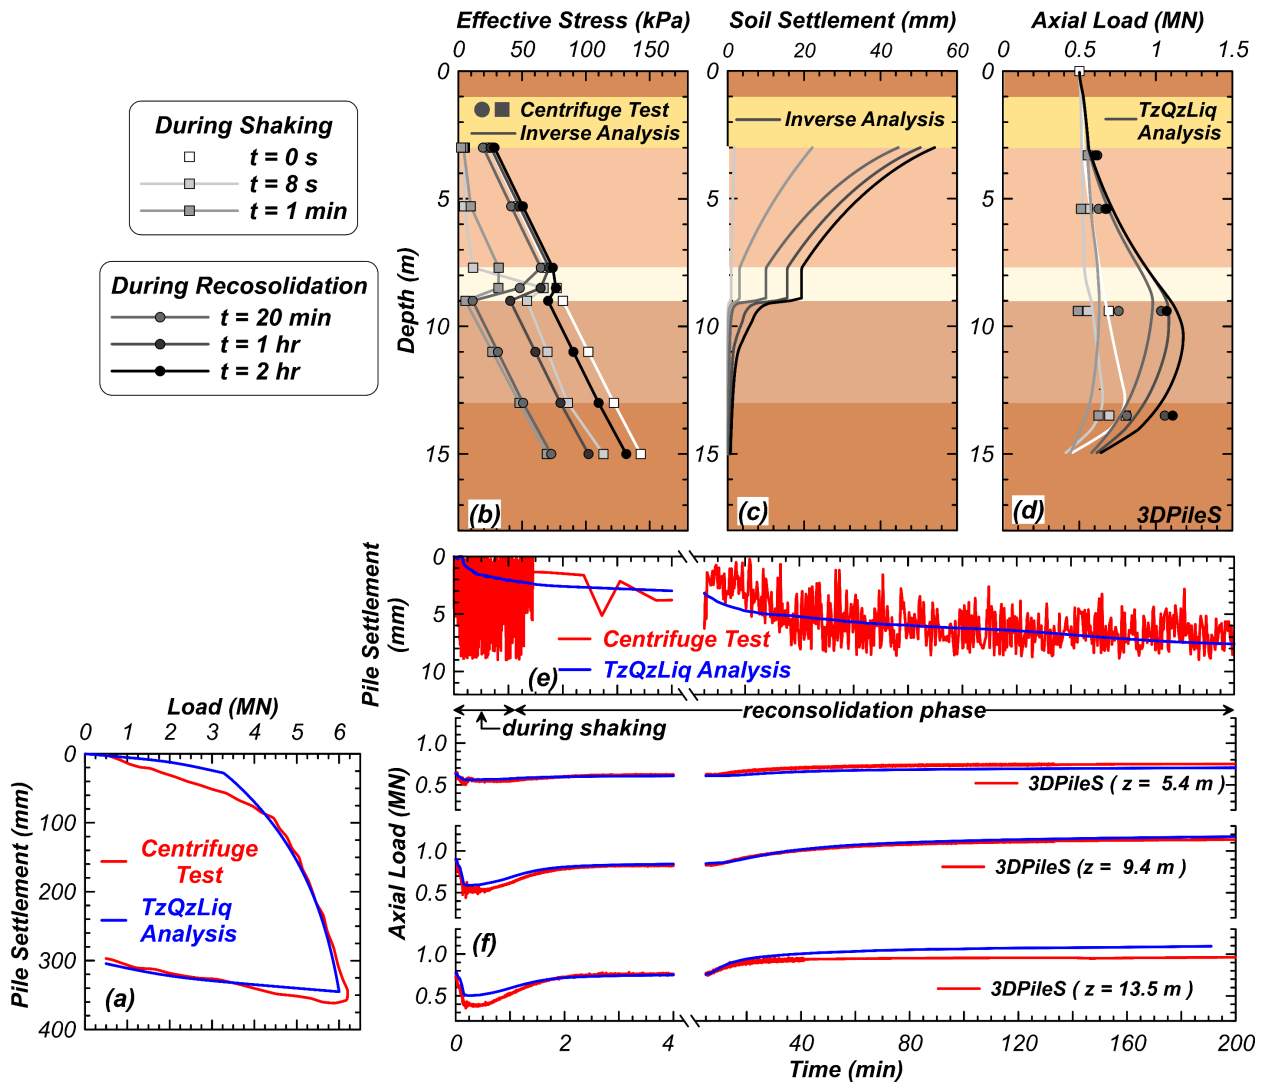 Effective Stress (kPa)
0 50 100 150
Soil Settlement (mm)
0 20 40 60
Axial Load (MN)
0 0.5 1 1.5
During Shaking
t = 0 s
t = 8 s
t = 1 min
During Recosolidation
t = 20 min
t = 1 hr
t = 2 hr
Depth (m)
0
5
10
15
Centrifuge Test
Inverse Analysis
(b)
0
5
10
15
Inverse Analysis
(c)
0
5
10
15
TzQzLiq
Analysis
(d)
3DPileS
Pile Settlement
(mm)
0
5
10
Centrifuge Test
TzQzLiq Analysis
(e)
during shaking
reconsolidation phase
Load (MN)
0 1 2 3 4 5 6
Pile Settlement (mm)
0
100
200
300
400
Centrifuge
Test
TzQzLiq
Analysis
(a)
Axial Load (MN)
1.0
0.5
3DPileS ( z = 5.4 m )
1.0
0.5
3DPileS ( z = 9.4 m )
(f)
1.0
0.5
3DPileS ( z = 13.5 m )
0 2 4 40 80 120 160 200
Time (min)